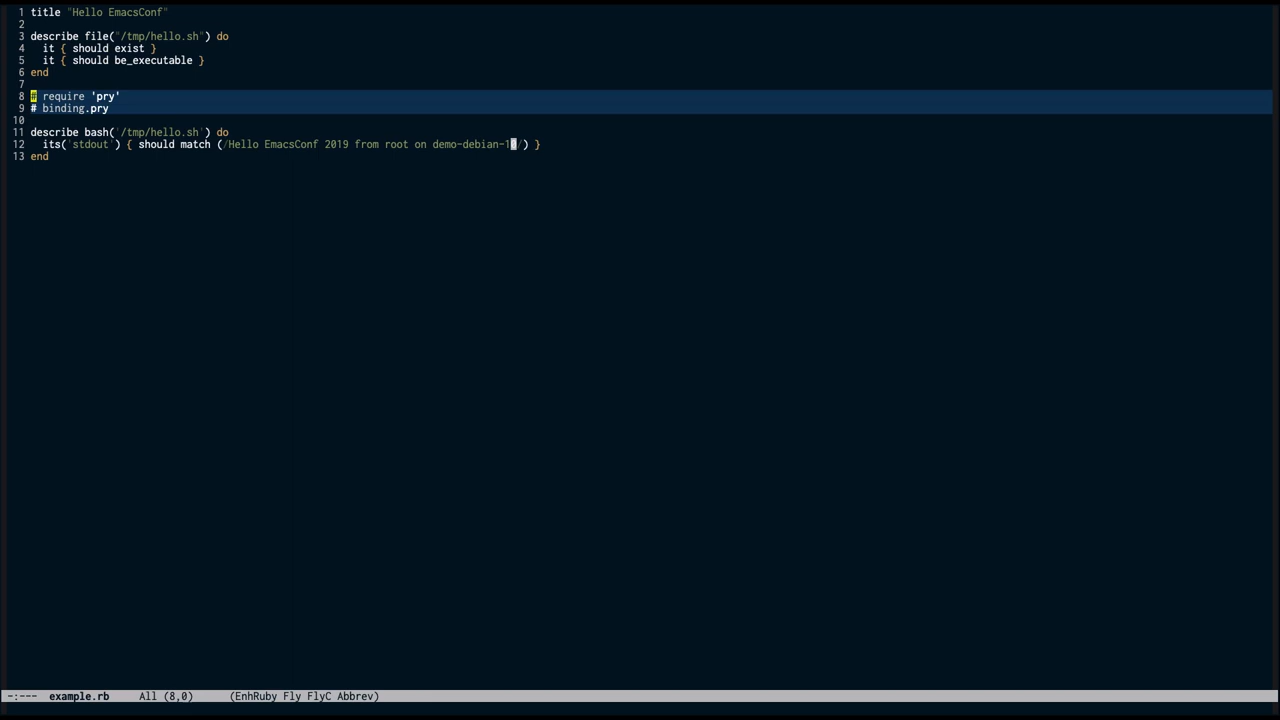 1 title "Hello EmacsConf"
2
3 describe file("/tmp/hello.sh") do
4   it { should exist }
5   it { should be_executable }
6 end
7
8 # require 'pry'
9 # binding.pry
10
11 describe bash('/tmp/hello.sh') do
12   its('stdout') { should match (/Hello EmacsConf 2019 from root on demo-debian-10/) }
13 end
-:---  example.rb     All (8,0)      (EnhRuby Fly FlyC Abbrev)